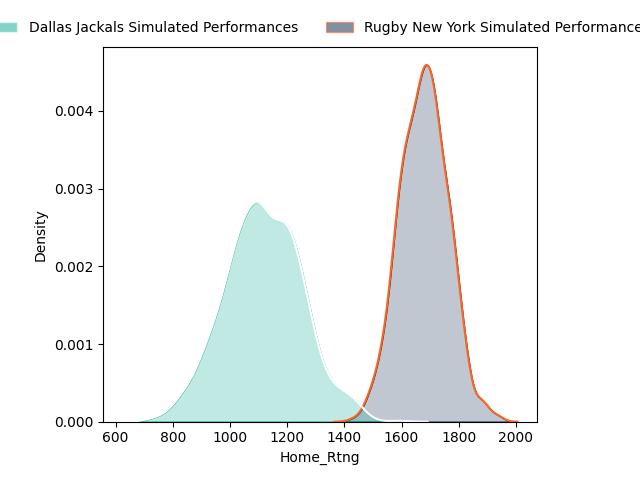 Dallas Jackals Simulated Performances
Rugby New York Simulated Performance
0.004
0.003
0.002
0.001
0.000
Density
600 800 1000 1200 1400 1600 1800 2000
Home_Rtng